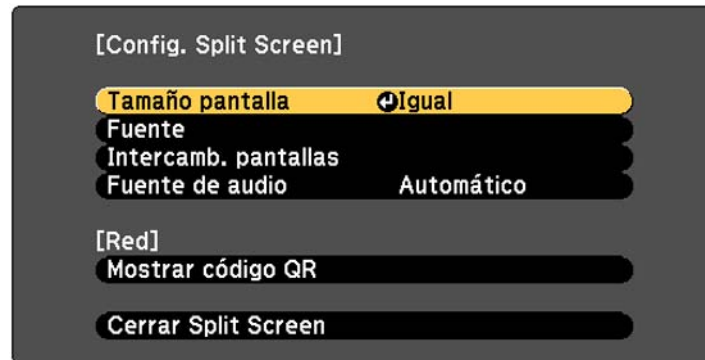 [Config. Split Screen]
Tamaño pantalla Igual
Fuente
Intercamb. pantallas
Fuente de audio Automático
[Red]
Mostrar código QR
Cerrar Split Screen